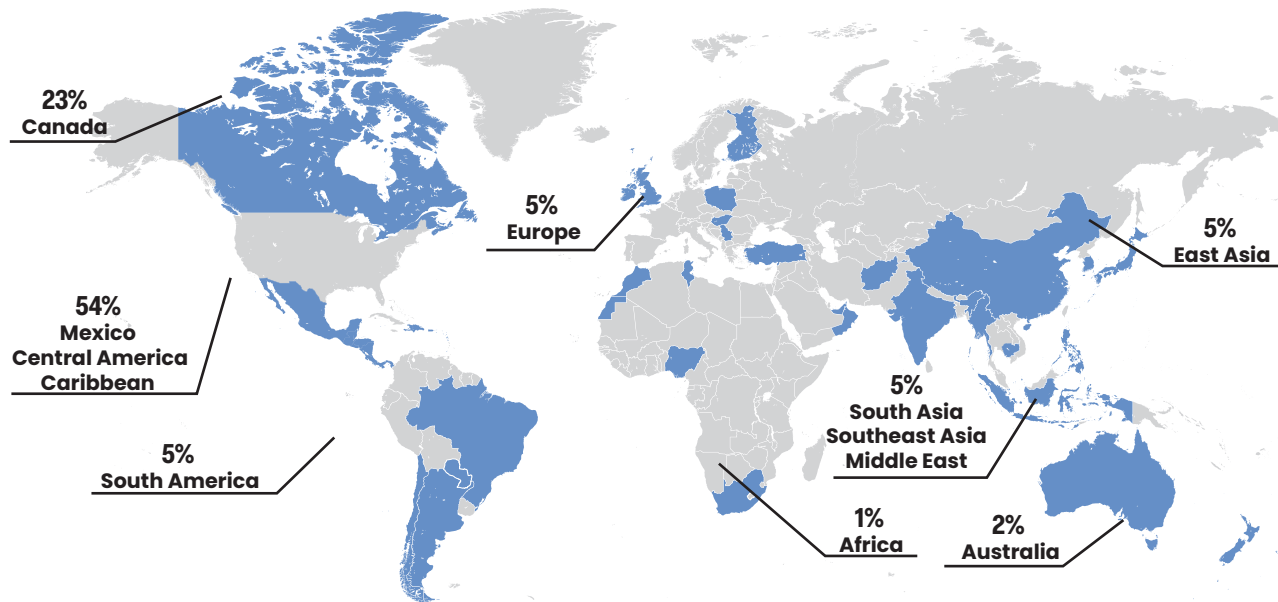 23%
Canada
5%
Europe
5%
East Asia
54%
Mexico
Central America
Caribbean
5%
South Asia
Southeast Asia
Middle East
5%
South America
1%
Africa
2%
Australia